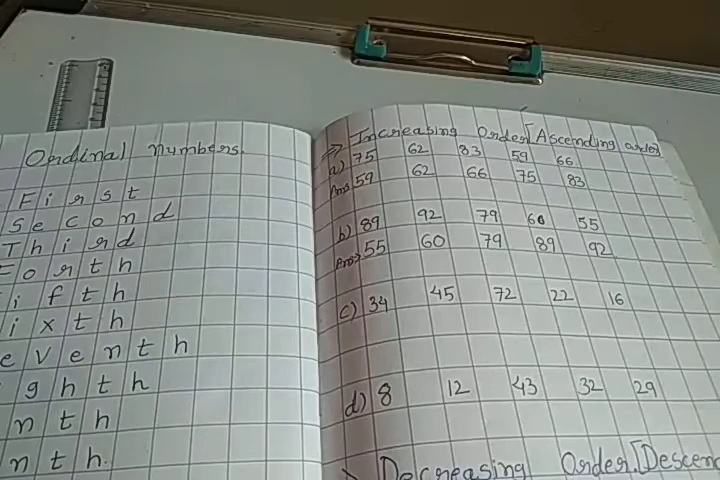 Ordinal Numbers.
First
Second
Third
Forth
ifth
ixth
eventh
ghth
nth
nth.
=> Increasing Order [Ascending order
a) 75 62 83 59 66
Ans 59 62 66 75 83
b) 89 92 79 60 55
Ans> 55 60 79 89 92
c) 34 45 72 22 16
d) 8 12 43 32 29
Decreasing Order [Descen